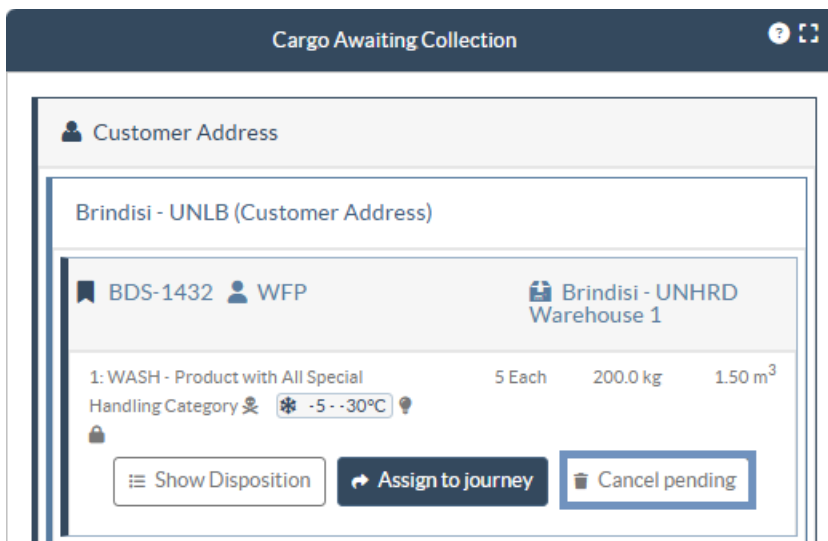 Cargo Awaiting Collection
Customer Address
Brindisi - UNLB (Customer Address)
BDS-1432 WFP
Brindisi - UNHRD
Warehouse 1
1: WASH - Product with All Special
Handling Category -5 - -30°C
5 Each 200.0 kg 1.50 m³
Show Disposition Assign to journey Cancel pending